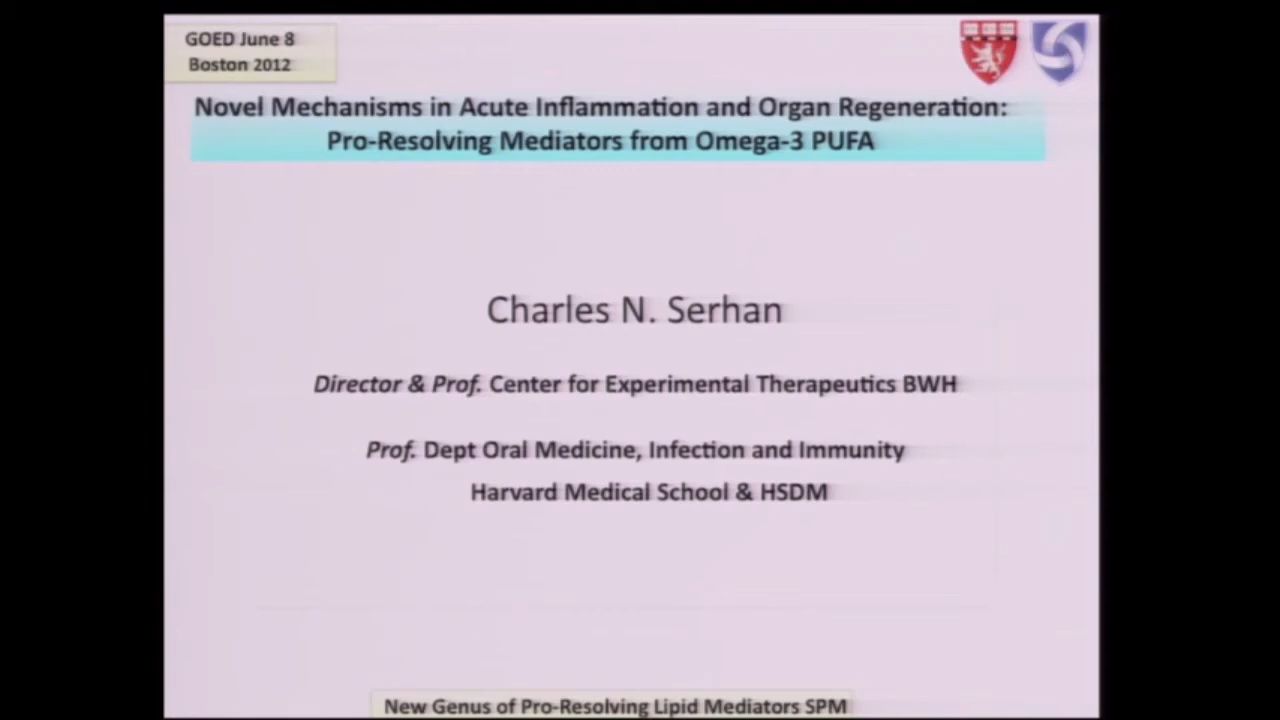 GOED June 8
Boston 2012
Novel Mechanisms in Acute Inflammation and Organ Regeneration:
Pro-Resolving Mediators from Omega-3 PUFA
Charles N. Serhan
Director & Prof. Center for Experimental Therapeutics BWH
Prof. Dept Oral Medicine, Infection and Immunity
Harvard Medical School & HSDM
New Genus of Pro-Resolving Lipid Mediators SPM